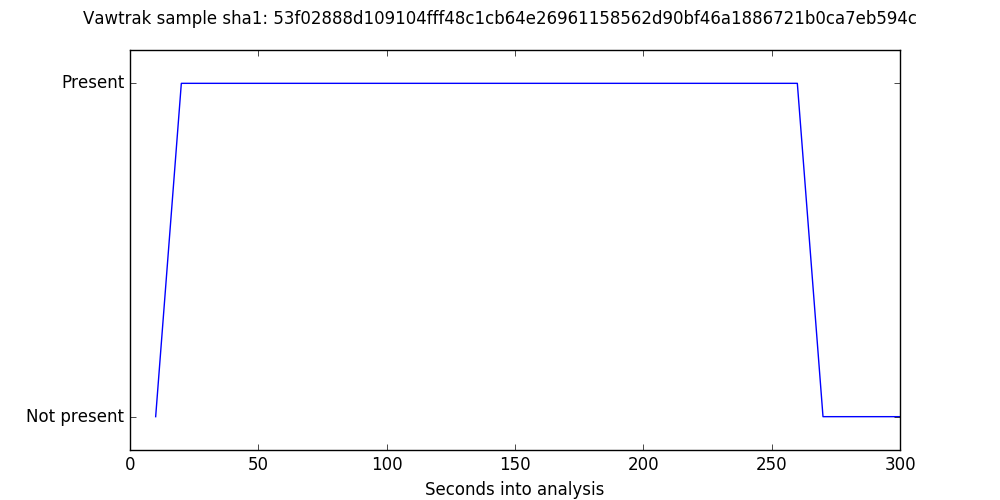 Vawtrak sample sha1: 53f02888d109104fff48c1cb64e26961158562d90bf46a1886721b0ca7eb594c
Present
Not present
0 50 100 150 200 250 300
Seconds into analysis